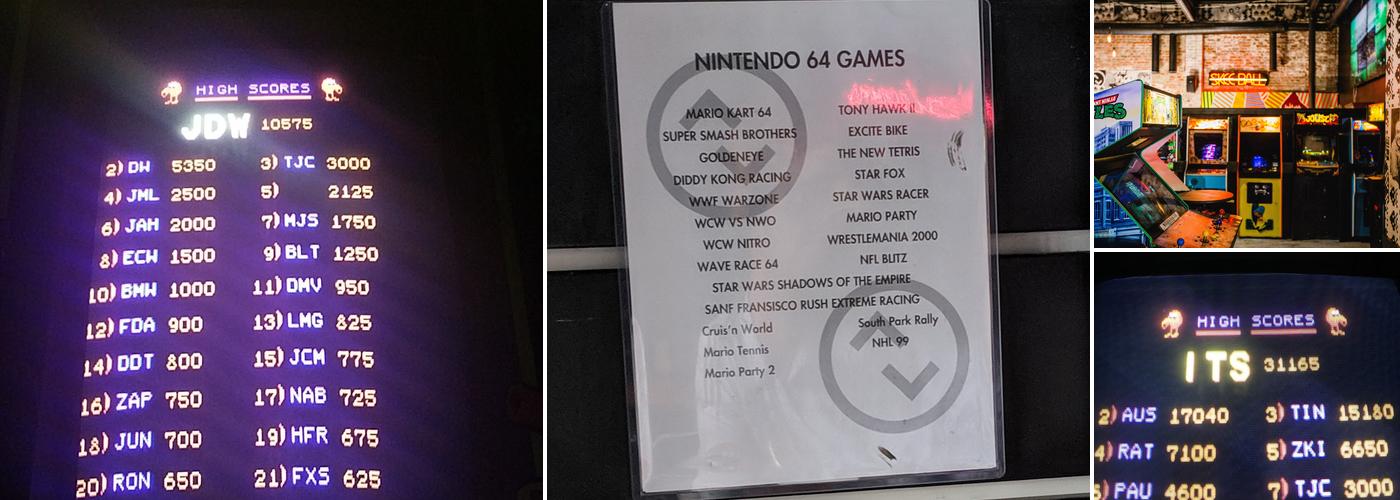 HIGH SCORES
JDW 10575
2) DW 5350 3) TJC 3000
4) JML 2500 5) 2125
6) JAH 2000 7) MJS 1750
8) ECW 1500 9) BLT 1250
10) BMW 1000 11) DMV 950
12) FDA 900 13) LMG 825
14) DDT 800 15) JCM 775
16) ZAP 750 17) NAB 725
18) JUN 700 19) HFR 675
20) RON 650 21) FXS 625
NINTENDO 64 GAMES
MARIO KART 64
SUPER SMASH BROTHERS
GOLDENEYE
DIDDY KONG RACING
WWF WARZONE
WCW VS NWO
WCW NITRO
WAVE RACE 64
TONY HAWK II
EXCITE BIKE
THE NEW TETRIS
STAR FOX
STAR WARS RACER
MARIO PARTY
WRESTLEMANIA 2000
NFL BLITZ
STAR WARS SHADOWS OF THE EMPIRE
SANF FRANSISCO RUSH EXTREME RACING
Cruis'n World
Mario Tennis
Mario Party 2
South Park Rally
NHL 99
SKEE BALL
JOUST
HIGH SCORES
ITS 31165
2) AUS 17040 3) TIN 15180
4) RAT 7100 5) ZKI 6650
6) PAU 4600 7) TJC 3000